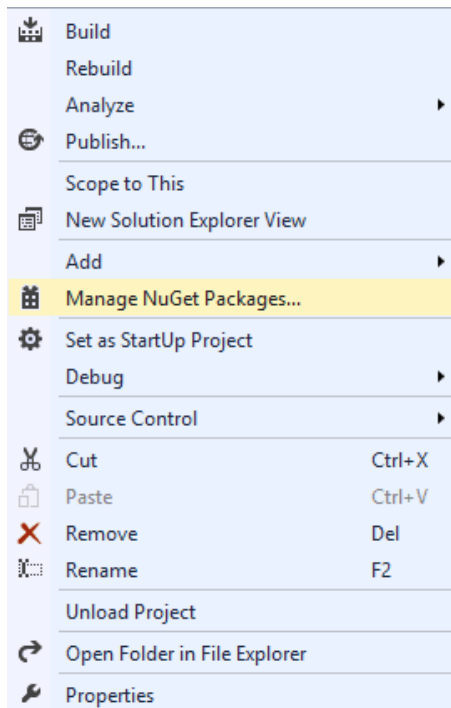 Build
Rebuild
Analyze
Publish...
Scope to This
New Solution Explorer View
Add
Manage NuGet Packages...
Set as StartUp Project
Debug
Source Control
Cut Ctrl+X
Paste Ctrl+V
Remove Del
Rename F2
Unload Project
Open Folder in File Explorer
Properties